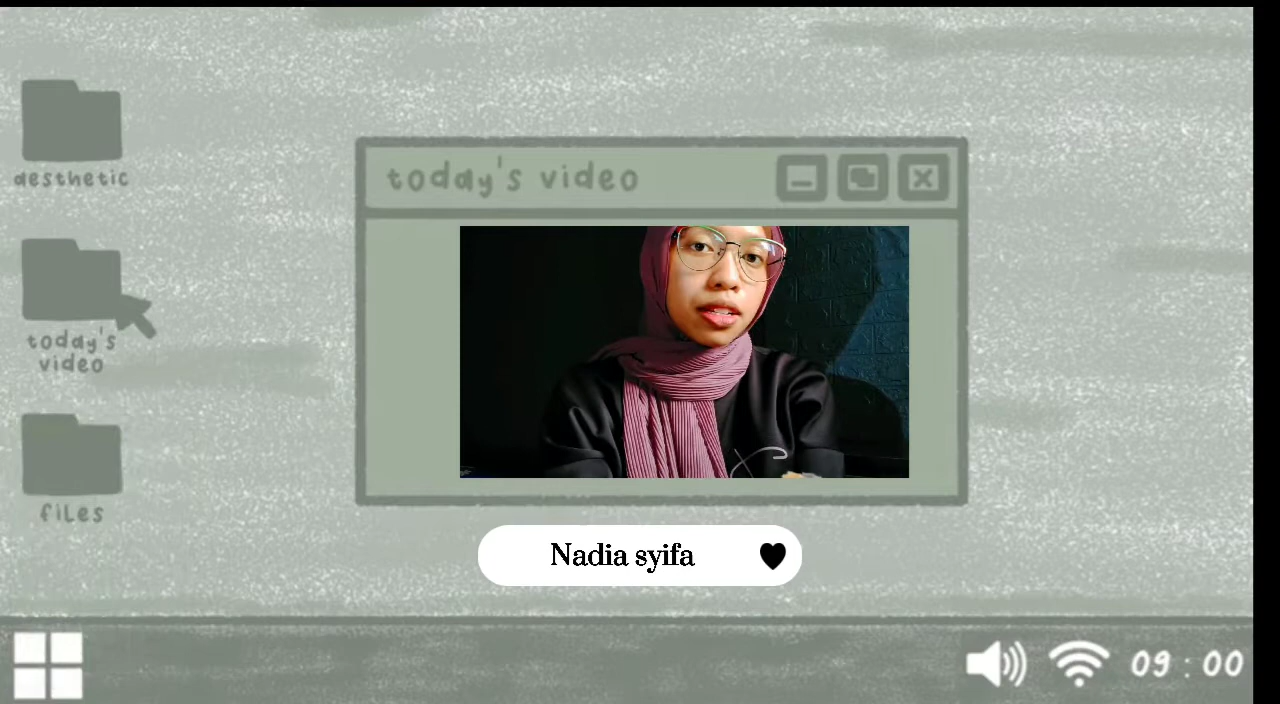 aesthetic
today's video
today's
video
files
Nadia syifa
09 : 00